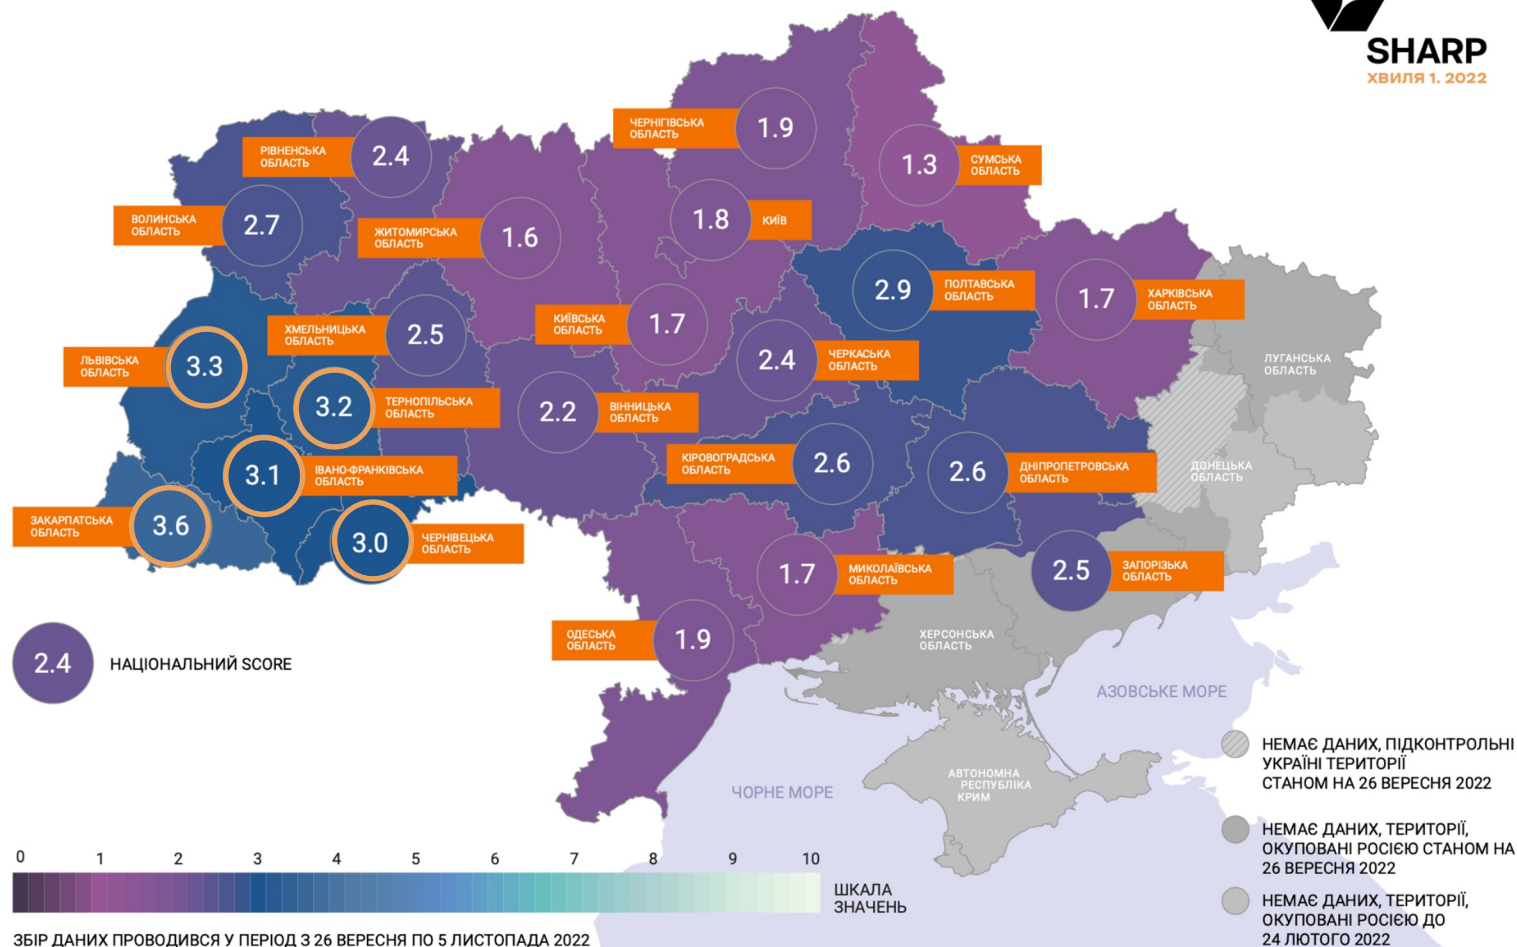 SHARP
ХВИЛЯ 1. 2022
ЧЕРНІГІВСЬКА
ОБЛАСТЬ
1.9
РІВНЕНСЬКА
ОБЛАСТЬ
2.4
1.3
СУМСЬКА
ОБЛАСТЬ
ВОЛИНСЬКА
ОБЛАСТЬ
2.7
ЖИТОМИРСЬКА
ОБЛАСТЬ
1.6
1.8
КИЇВ
2.9
ПОЛТАВСЬКА
ОБЛАСТЬ
1.7
ХАРКІВСЬКА
ОБЛАСТЬ
ХМЕЛЬНИЦЬКА
ОБЛАСТЬ
2.5
КИЇВСЬКА
ОБЛАСТЬ
1.7
ЛЬВІВСЬКА
ОБЛАСТЬ
3.3
2.4
ЧЕРКАСЬКА
ОБЛАСТЬ
ЛУГАНСЬКА
ОБЛАСТЬ
3.2
ТЕРНОПІЛЬСЬКА
ОБЛАСТЬ
2.2
ВІННИЦЬКА
ОБЛАСТЬ
3.1
ІВАНО-ФРАНКІВСЬКА
ОБЛАСТЬ
КІРОВОГРАДСЬКА
ОБЛАСТЬ
2.6
2.6
ДНІПРОПЕТРОВСЬКА
ОБЛАСТЬ
ДОНЕЦЬКА
ОБЛАСТЬ
ЗАКАРПАТСЬКА
ОБЛАСТЬ
3.6
3.0
ЧЕРНІВЕЦЬКА
ОБЛАСТЬ
1.7
МИКОЛАЇВСЬКА
ОБЛАСТЬ
2.5
ЗАПОРІЗЬКА
ОБЛАСТЬ
ОДЕСЬКА
ОБЛАСТЬ
1.9
ХЕРСОНСЬКА
ОБЛАСТЬ
2.4
НАЦІОНАЛЬНИЙ SCORE
АЗОВСЬКЕ МОРЕ
ЧОРНЕ МОРЕ
АВТОНОМНА
РЕСПУБЛІКА
КРИМ
НЕМАЄ ДАНИХ, ПІДКОНТРОЛЬНІ
УКРАЇНІ ТЕРИТОРІЇ
СТАНОМ НА 26 ВЕРЕСНЯ 2022
НЕМАЄ ДАНИХ, ТЕРИТОРІЇ,
ОКУПОВАНІ РОСІЄЮ СТАНОМ НА
26 ВЕРЕСНЯ 2022
НЕМАЄ ДАНИХ, ТЕРИТОРІЇ,
ОКУПОВАНІ РОСІЄЮ ДО
24 ЛЮТОГО 2022
0 1 2 3 4 5 6 7 8 9 10
ШКАЛА
ЗНАЧЕНЬ
ЗБІР ДАНИХ ПРОВОДИВСЯ У ПЕРІОД З 26 ВЕРЕСНЯ ПО 5 ЛИСТОПАДА 2022